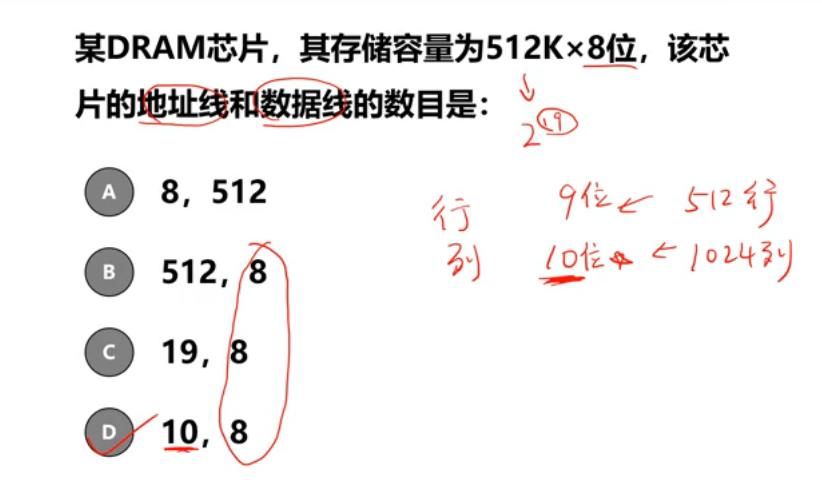 某DRAM芯片，其存储容量为512K×8位，该芯
片的地址线和数据线的数目是：
2^19
A 8，512
行 9位 ← 512行
B 512，8
列 10位 ← 1024列
C 19，8
D 10，8